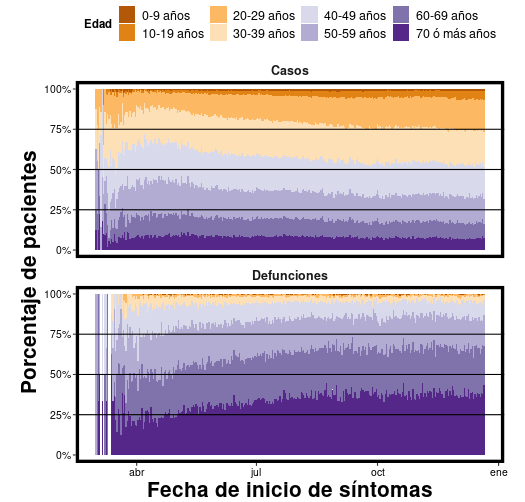 Edad
0-9 años 20-29 años 40-49 años 60-69 años
10-19 años 30-39 años 50-59 años 70 ó más años
Casos
100%
75%
50%
25%
0%
Defunciones
100%
75%
50%
25%
0%
abr jul oct ene
Porcentaje de pacientes
Fecha de inicio de síntomas